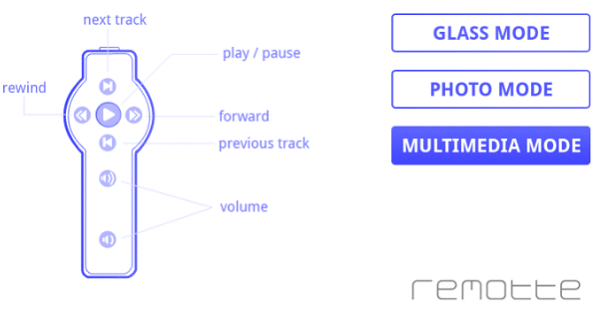 next track
play / pause
rewind
forward
previous track
volume
GLASS MODE
PHOTO MODE
MULTIMEDIA MODE
remotte